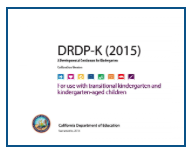 DRDP-K (2015)
A Developmental Continuum for Kindergarten
For use with transitional kindergarten and
kindergarten-aged children
California Department of Education